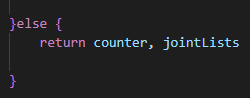 }else {
    return counter, jointLists
}